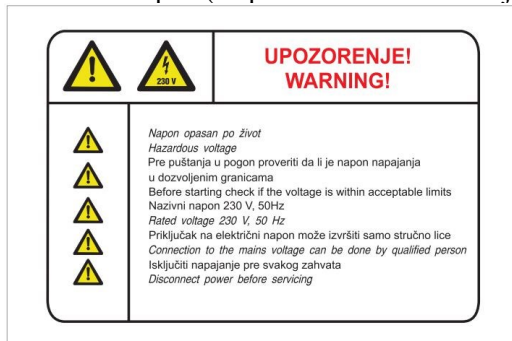 230 V
UPOZORENJE!
WARNING!
Napon opasan po život
Hazardous voltage
Pre puštanja u pogon proveriti da li je napon napajanja
u dozvoljenim granicama
Before starting check if the voltage is within acceptable limits
Nazivni napon 230 V, 50Hz
Rated voltage 230 V, 50 Hz
Priključak na električni napon može izvršiti samo stručno lice
Connection to the mains voltage can be done by qualified person
Isključiti napajanje pre svakog zahvata
Disconnect power before servicing